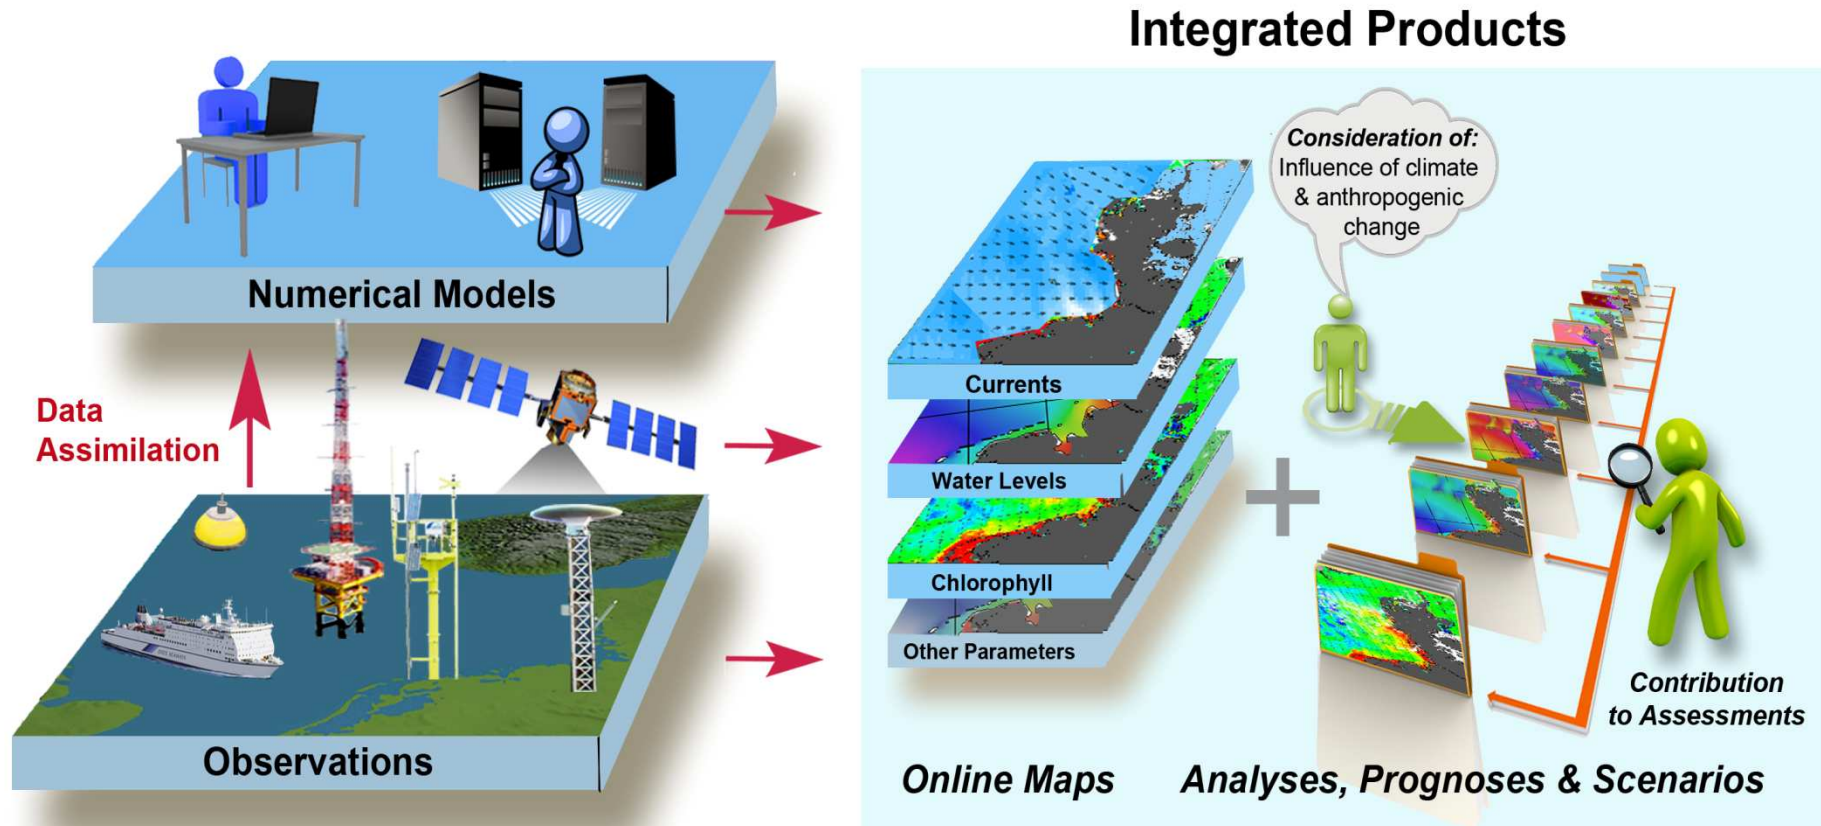 Integrated Products
Numerical Models
Data
Assimilation
Observations
Consideration of:
Influence of climate
& anthropogenic
change
Currents
Water Levels
Chlorophyll
Other Parameters
Contribution
to Assessments
Online Maps
Analyses, Prognoses & Scenarios